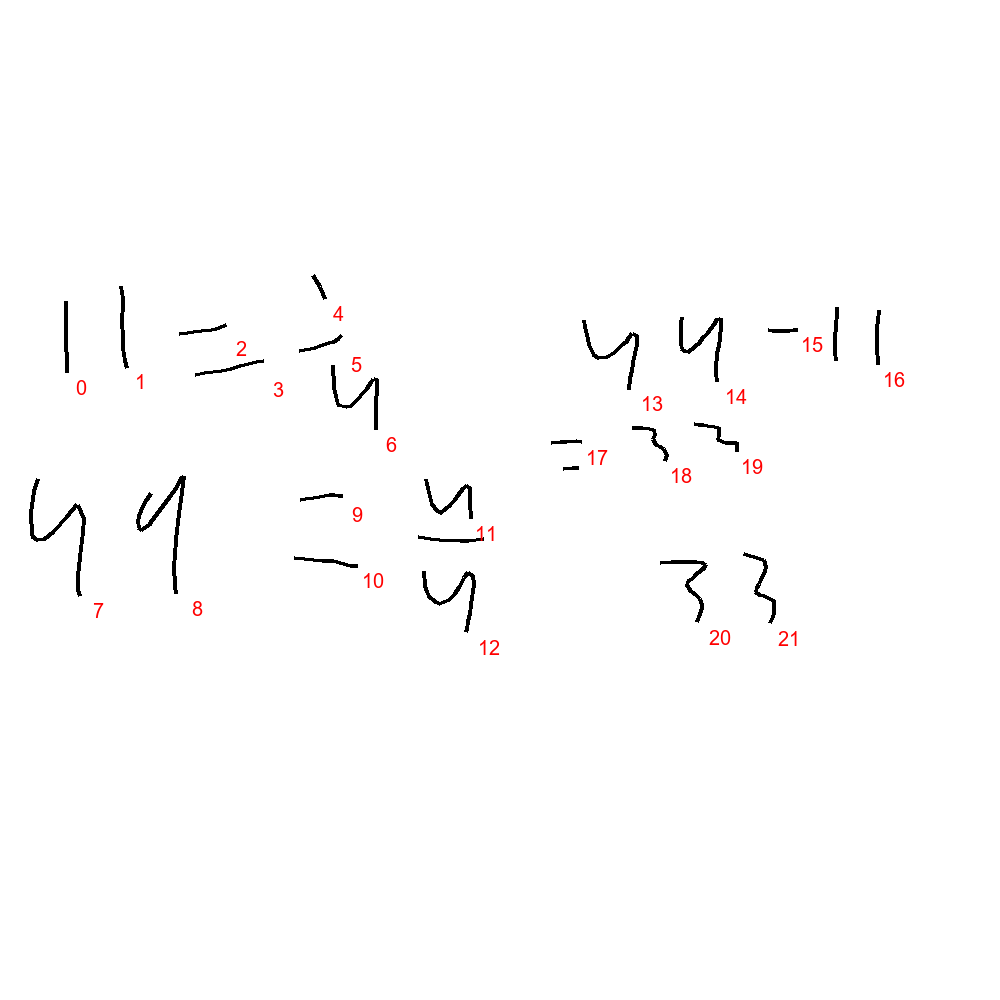 11 = 1/4
44 = 4/4
44 - 11
= 33
33